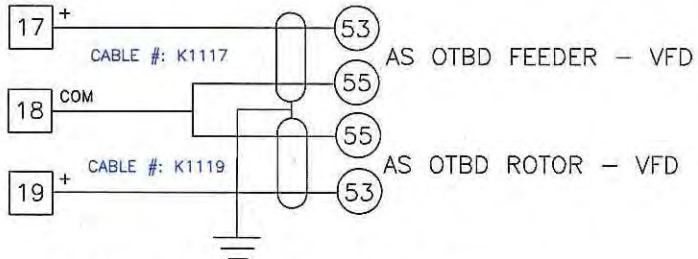 17 + 53
CABLE #: K1117 AS OTBD FEEDER – VFD
55
18 COM
55
CABLE #: K1119 AS OTBD ROTOR – VFD
19 + 53